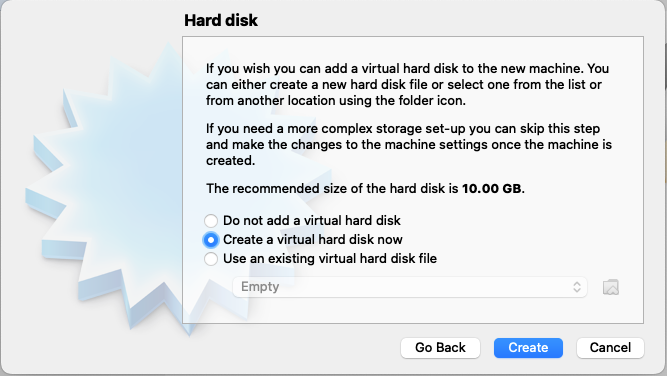 Hard disk
If you wish you can add a virtual hard disk to the new machine. You
can either create a new hard disk file or select one from the list or
from another location using the folder icon.
If you need a more complex storage set-up you can skip this step
and make the changes to the machine settings once the machine is
created.
The recommended size of the hard disk is 10.00 GB.
Do not add a virtual hard disk
Create a virtual hard disk now
Use an existing virtual hard disk file
Empty
Go Back
Create
Cancel